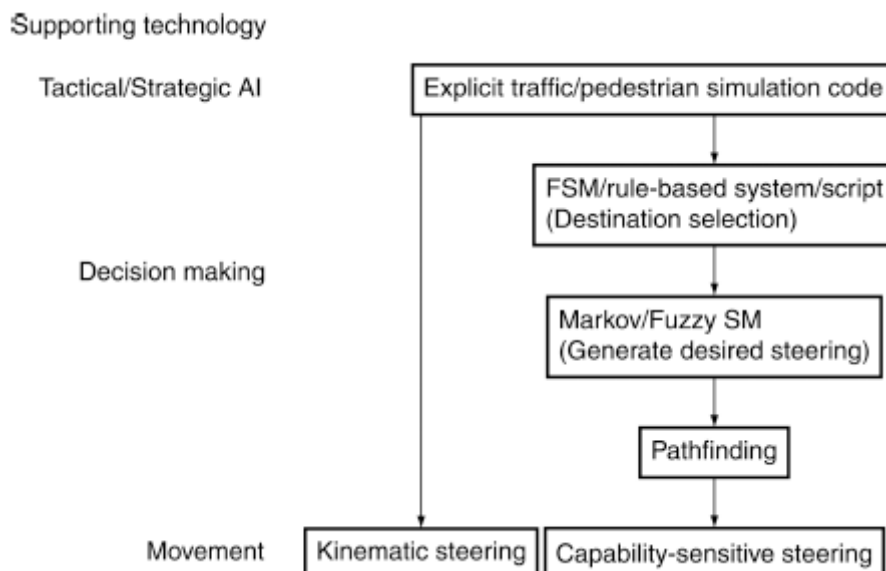 Supporting technology
Tactical/Strategic AI
Explicit traffic/pedestrian simulation code
FSM/rule-based system/script
(Destination selection)
Decision making
Markov/Fuzzy SM
(Generate desired steering)
Pathfinding
Movement
Kinematic steering
Capability-sensitive steering